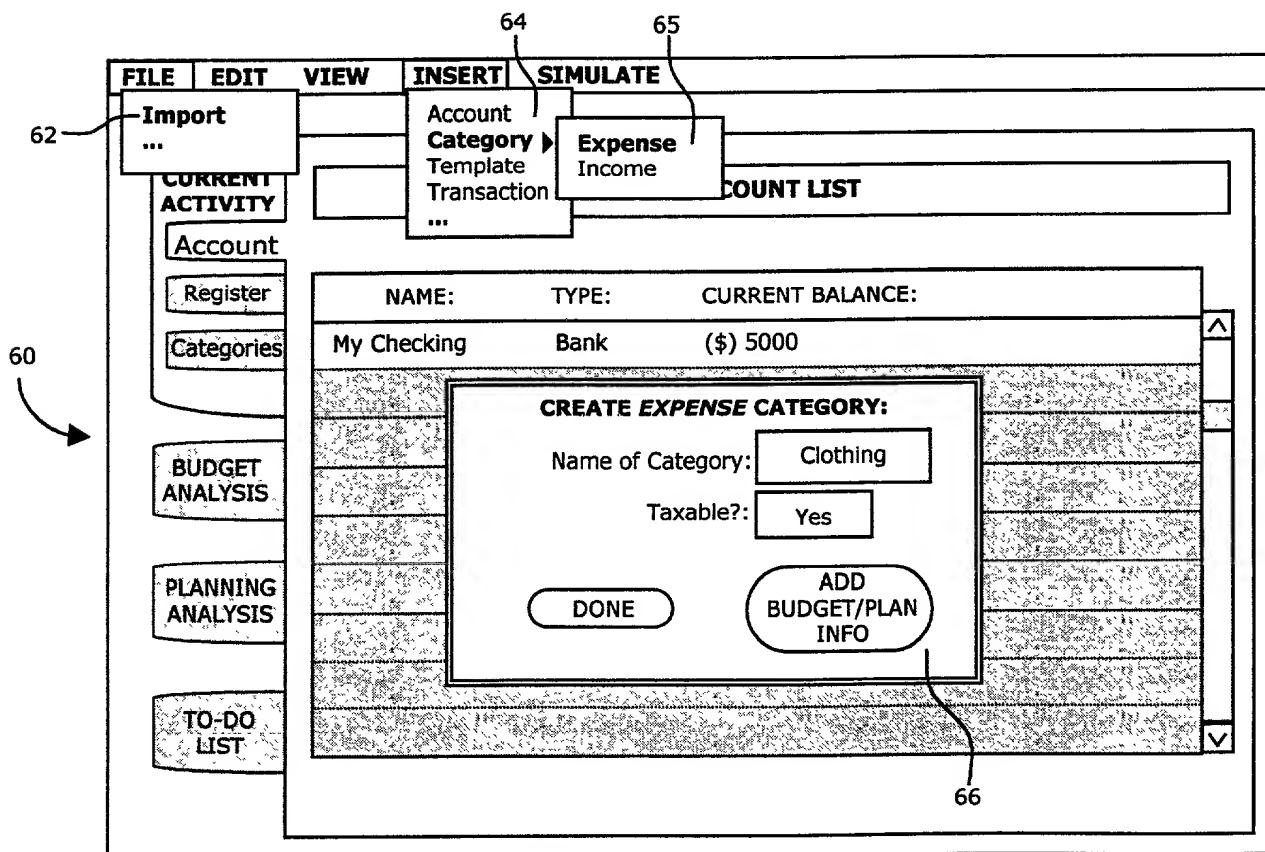 64
65
FILE EDIT VIEW INSERT SIMULATE
62
Import
...
Account
Category
Template
Transaction
...
Expense
Income
CURRENT
ACTIVITY
Account
Register
Categories
COUNT LIST
NAME: TYPE: CURRENT BALANCE:
My Checking Bank ($) 5000
60
CREATE EXPENSE CATEGORY:
Name of Category: Clothing
Taxable?: Yes
DONE
ADD
BUDGET/PLAN
INFO
BUDGET
ANALYSIS
PLANNING
ANALYSIS
TO-DO
LIST
66